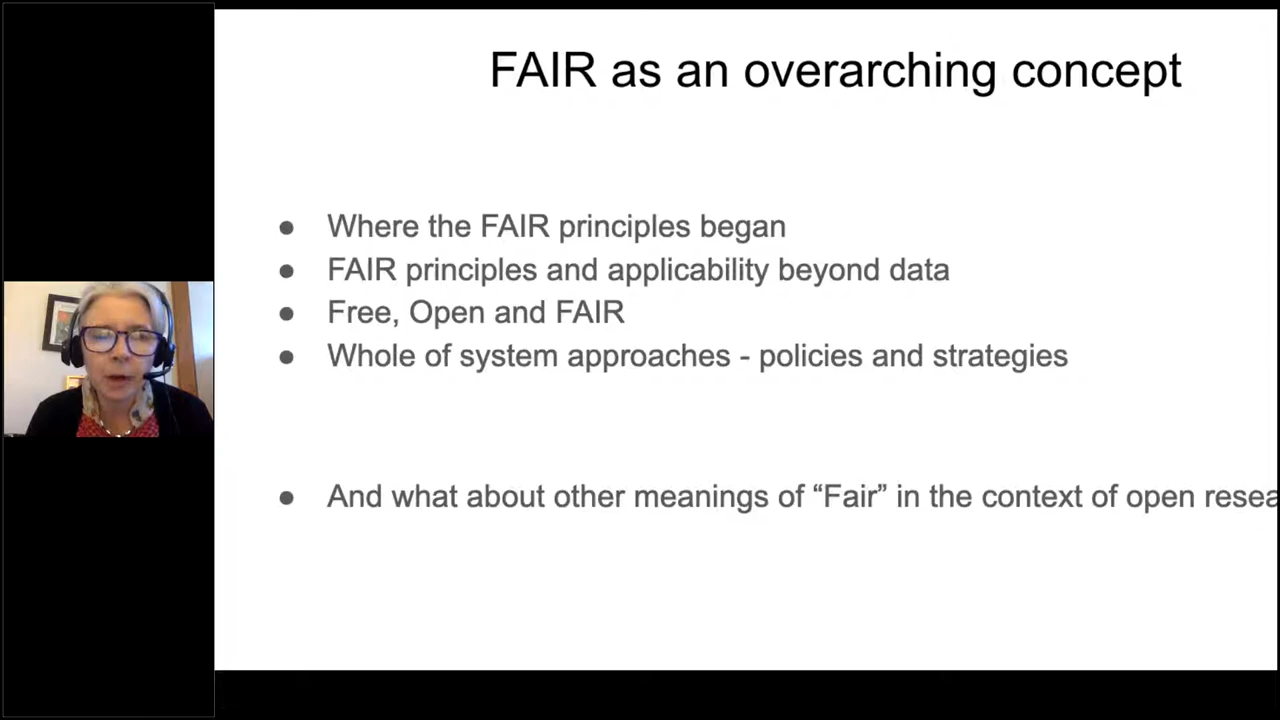 FAIR as an overarching concept
● Where the FAIR principles began
● FAIR principles and applicability beyond data
● Free, Open and FAIR
● Whole of system approaches - policies and strategies
● And what about other meanings of “Fair” in the context of open resea